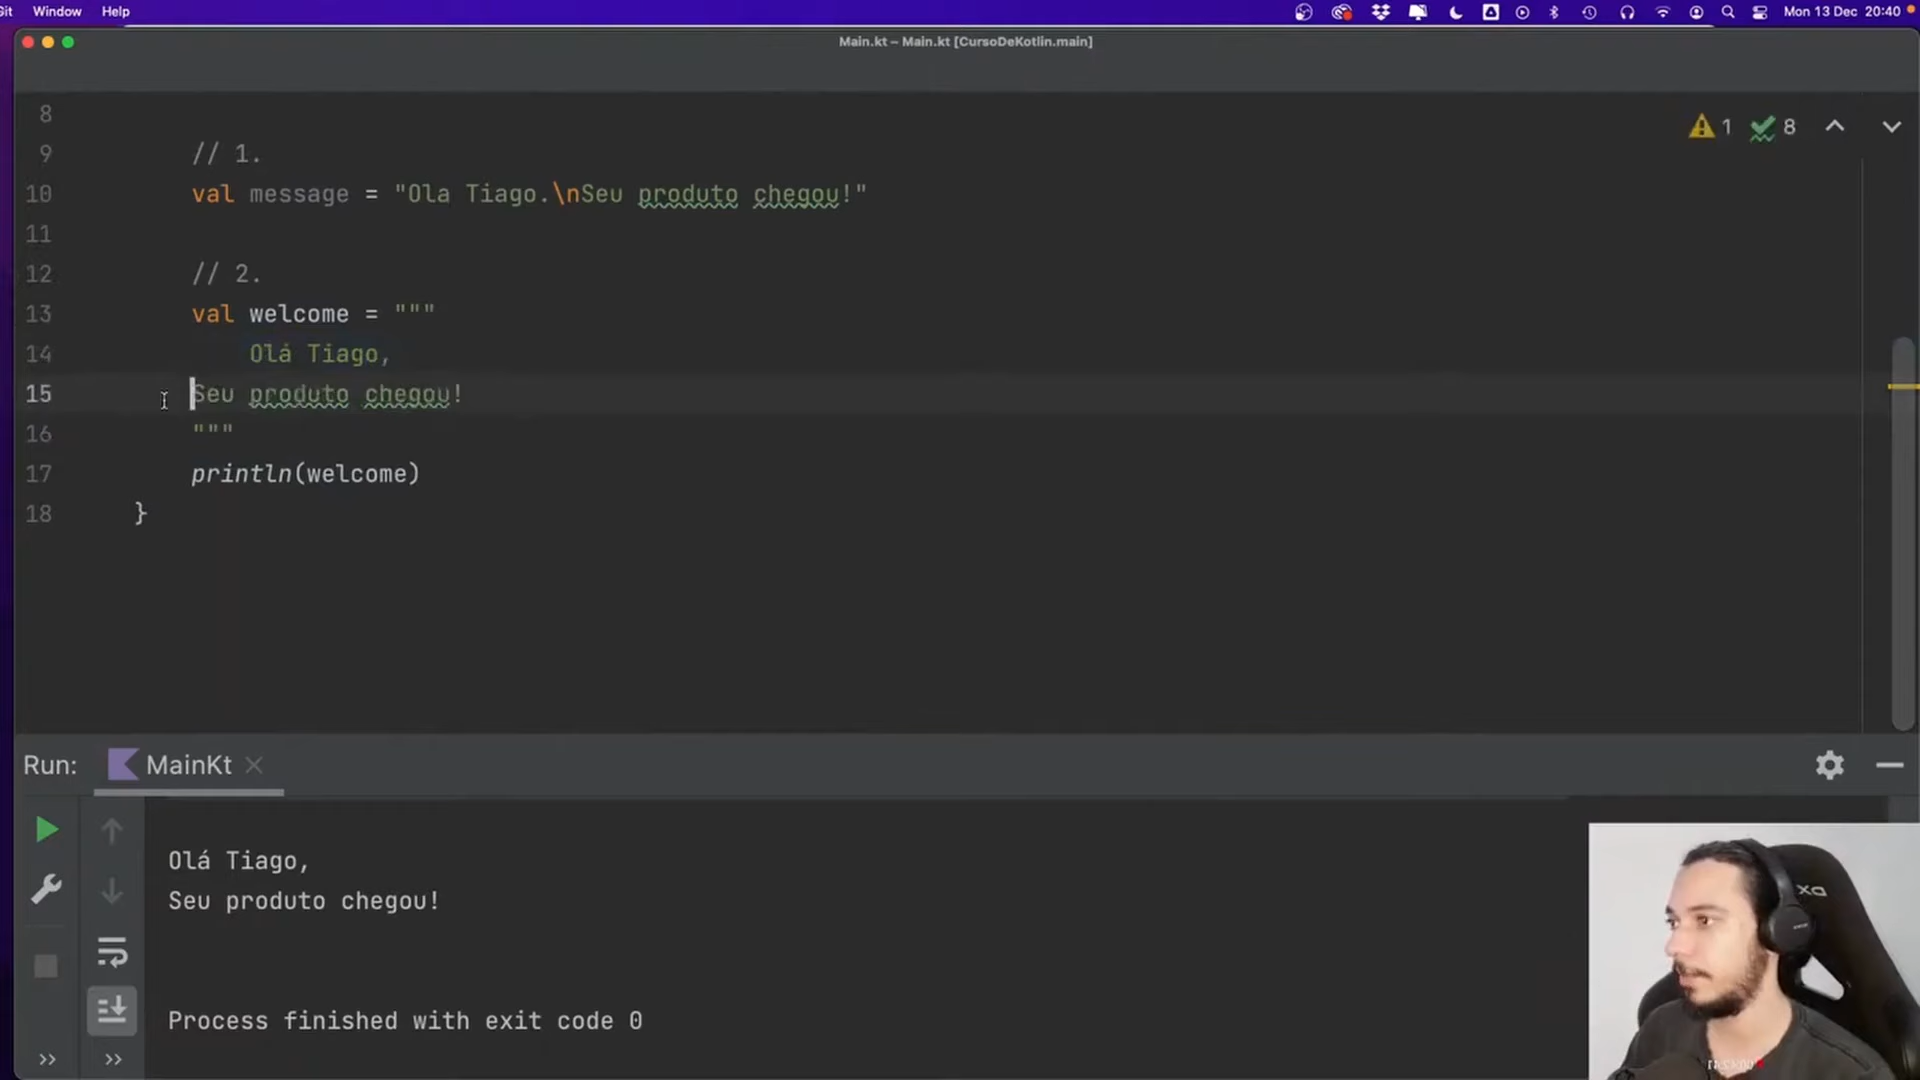 Git Window Help Mon 13 Dec 20:40
Main.kt – Main.kt [CursoDeKotlin.main]
8
1 8
9 // 1.
10 val message = "Ola Tiago.\nSeu produto chegou!"
11
12 // 2.
13 val welcome = """
14 Olá Tiago,
15 Seu produto chegou!
16 """
17 println(welcome)
18 }
Run: MainKt
Olá Tiago,
Seu produto chegou!
Process finished with exit code 0